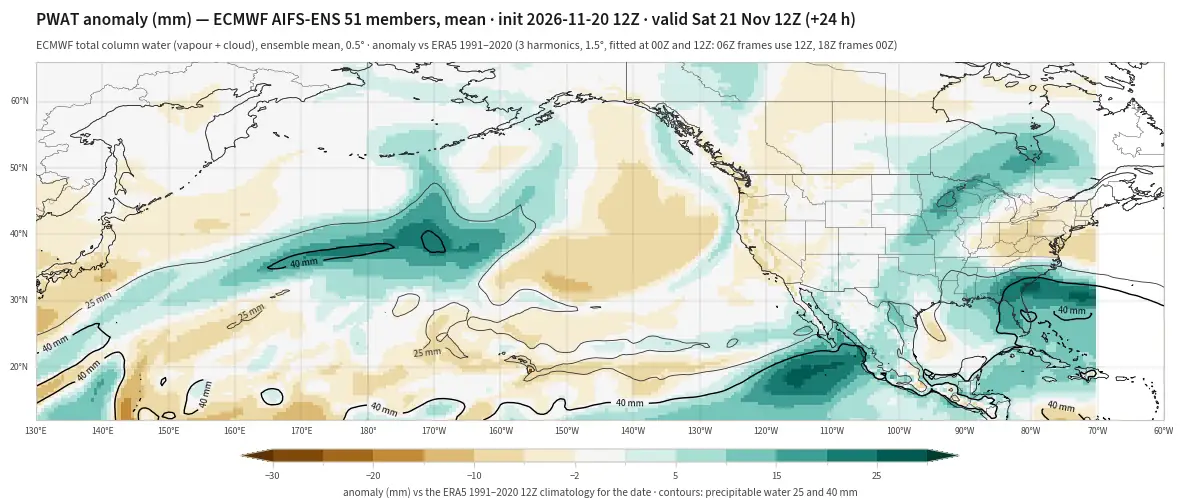 PWAT anomaly (mm) — ECMWF AIFS-ENS 51 members, mean · init 2026-11-20 12Z · valid Sat 21 Nov 12Z (+24 h)
ECMWF total column water (vapour + cloud), ensemble mean, 0.5° · anomaly vs ERA5 1991–2020 (3 harmonics, 1.5°, fitted at 00Z and 12Z: 06Z frames use 12Z, 18Z frames 00Z)
60°N
50°N
40°N
30°N
20°N
40 mm
25 mm
25 mm
40 mm
25 mm
40 mm
40 mm
40 mm
40 mm
40 mm
40 mm
130°E 140°E 150°E 160°E 170°E 180° 170°W 160°W 150°W 140°W 130°W 120°W 110°W 100°W 90°W 80°W 70°W 60°W
−30 −20 −10 −2 5 15 25
anomaly (mm) vs the ERA5 1991–2020 12Z climatology for the date · contours: precipitable water 25 and 40 mm